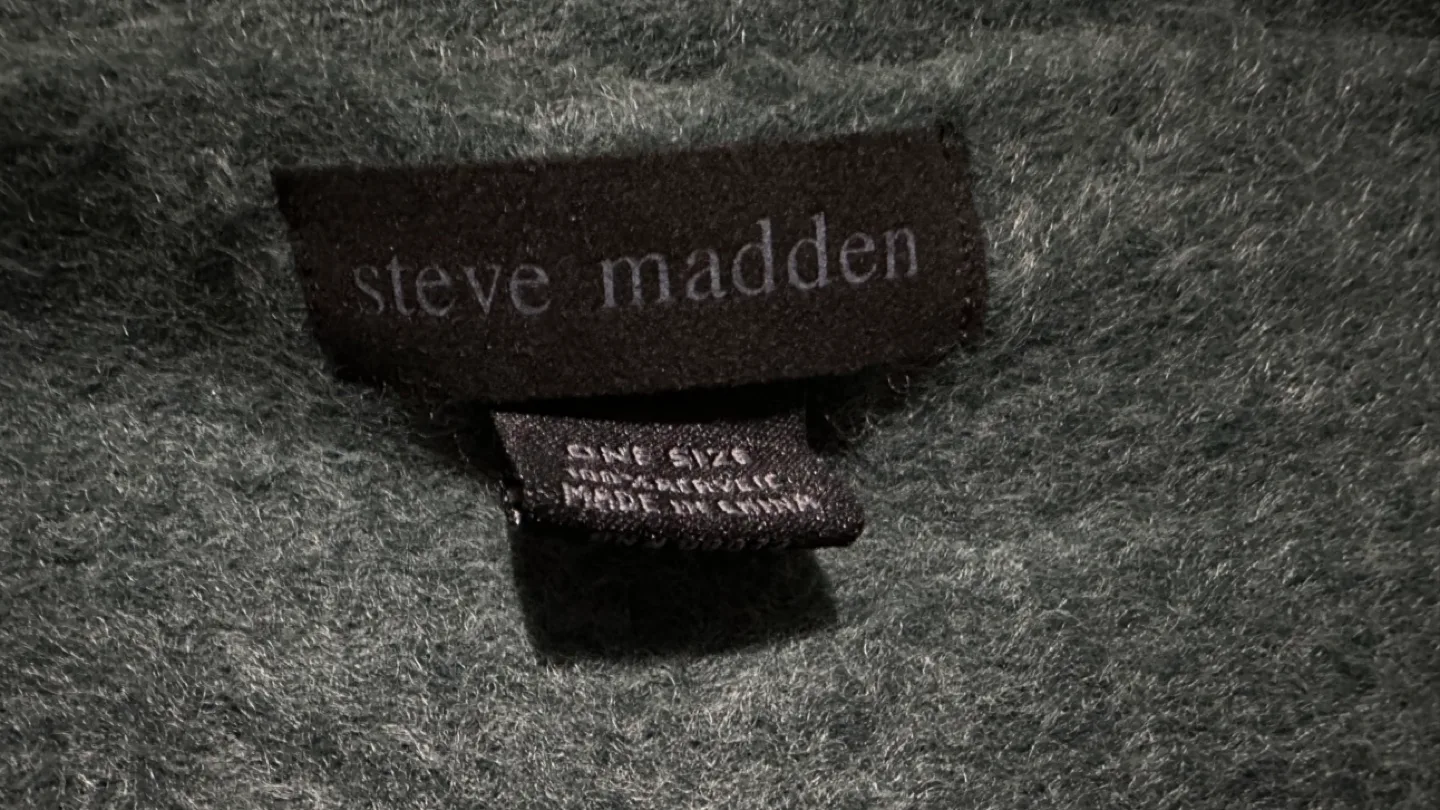 steve madden
ONE SIZE
100% ACRYLIC
MADE IN CHINA